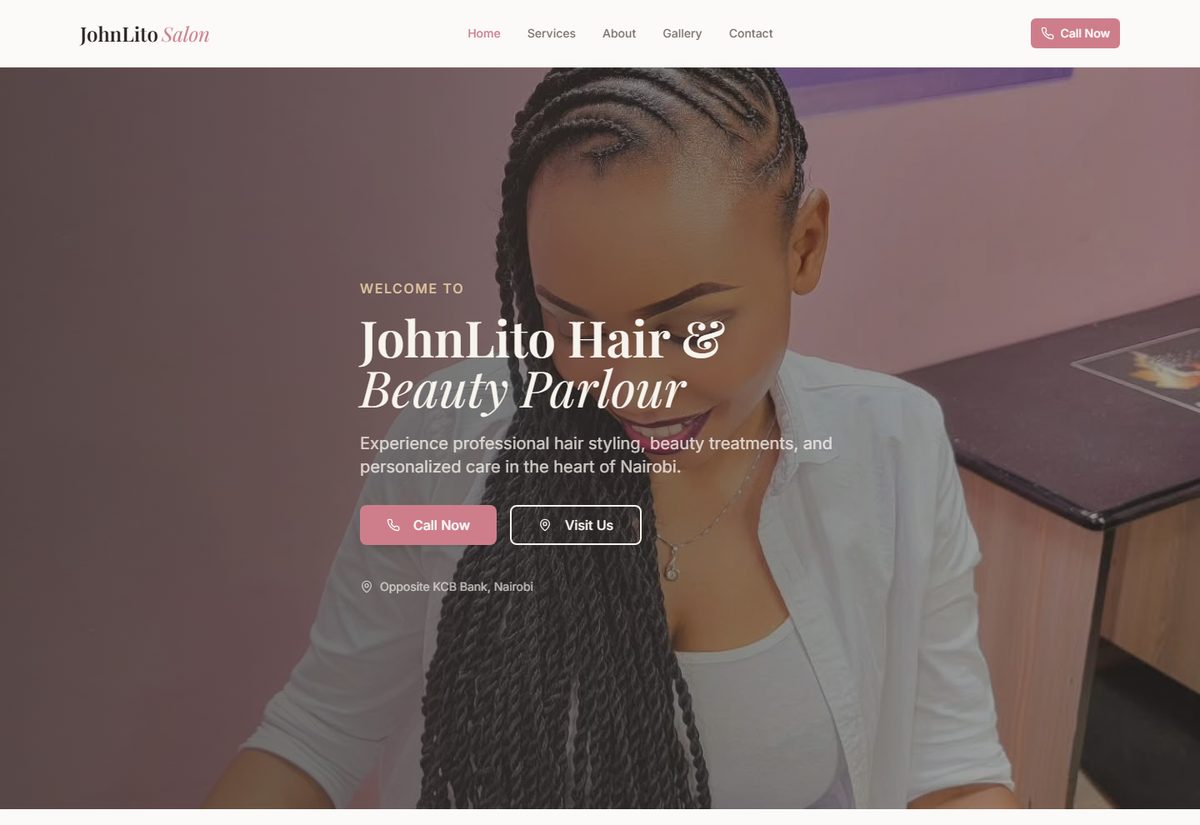 JohnLito Salon
Home
Services
About
Gallery
Contact
Call Now
WELCOME TO
JohnLito Hair &
Beauty Parlour
Experience professional hair styling, beauty treatments, and
personalized care in the heart of Nairobi.
Call Now
Visit Us
Opposite KCB Bank, Nairobi